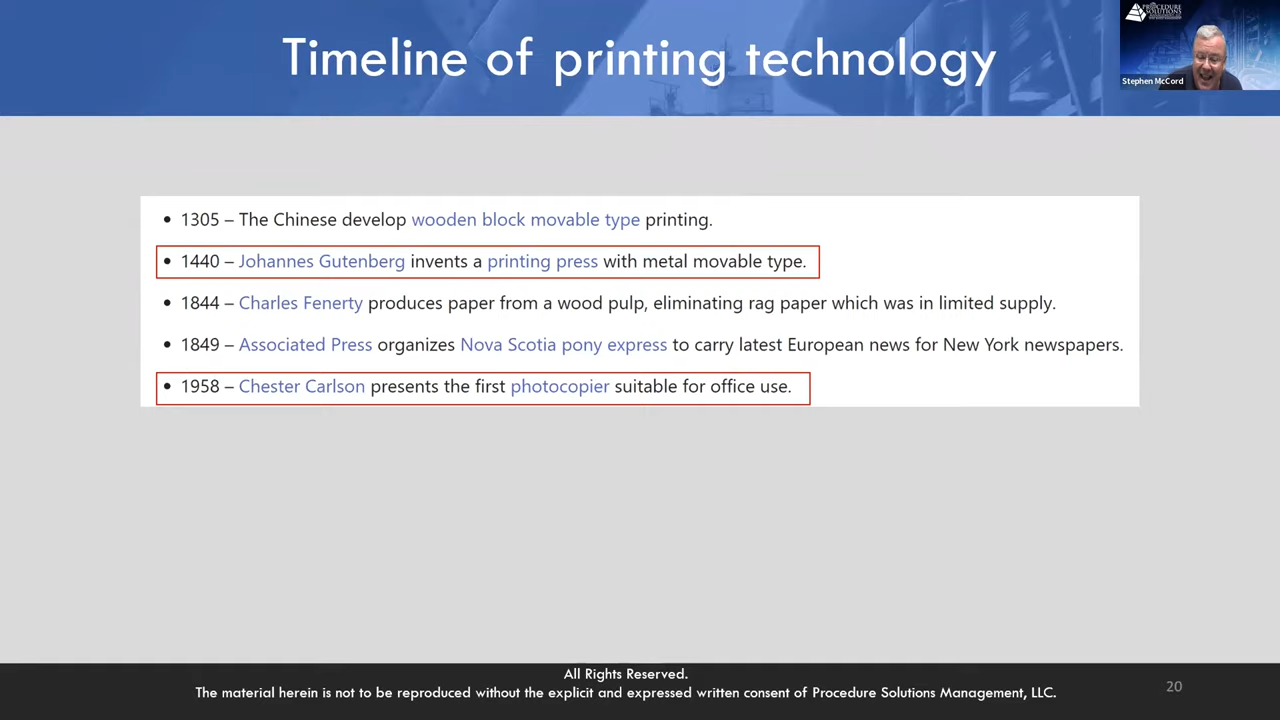 Timeline of printing technology
PROCEDURE
SOLUTIONS
Stephen McCord
• 1305 – The Chinese develop wooden block movable type printing.
• 1440 – Johannes Gutenberg invents a printing press with metal movable type.
• 1844 – Charles Fenerty produces paper from a wood pulp, eliminating rag paper which was in limited supply.
• 1849 – Associated Press organizes Nova Scotia pony express to carry latest European news for New York newspapers.
• 1958 – Chester Carlson presents the first photocopier suitable for office use.
All Rights Reserved.
The material herein is not to be reproduced without the explicit and expressed written consent of Procedure Solutions Management, LLC.
20